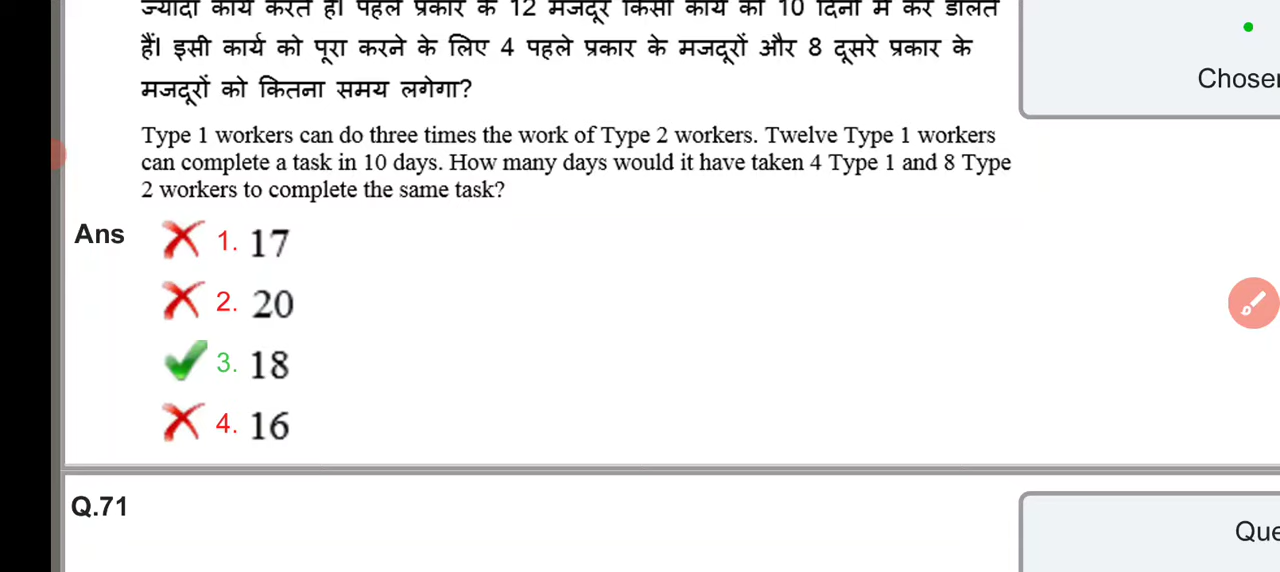 ज्यादा कार्य करते हैं। पहले प्रकार के 12 मजदूर किसी कार्य को 10 दिनों में कर डालते
हैं। इसी कार्य को पूरा करने के लिए 4 पहले प्रकार के मजदूरों और 8 दूसरे प्रकार के
मजदूरों को कितना समय लगेगा?
Type 1 workers can do three times the work of Type 2 workers. Twelve Type 1 workers
can complete a task in 10 days. How many days would it have taken 4 Type 1 and 8 Type
2 workers to complete the same task?
Ans
1. 17
2. 20
3. 18
4. 16
Chosen
Q.71
Que